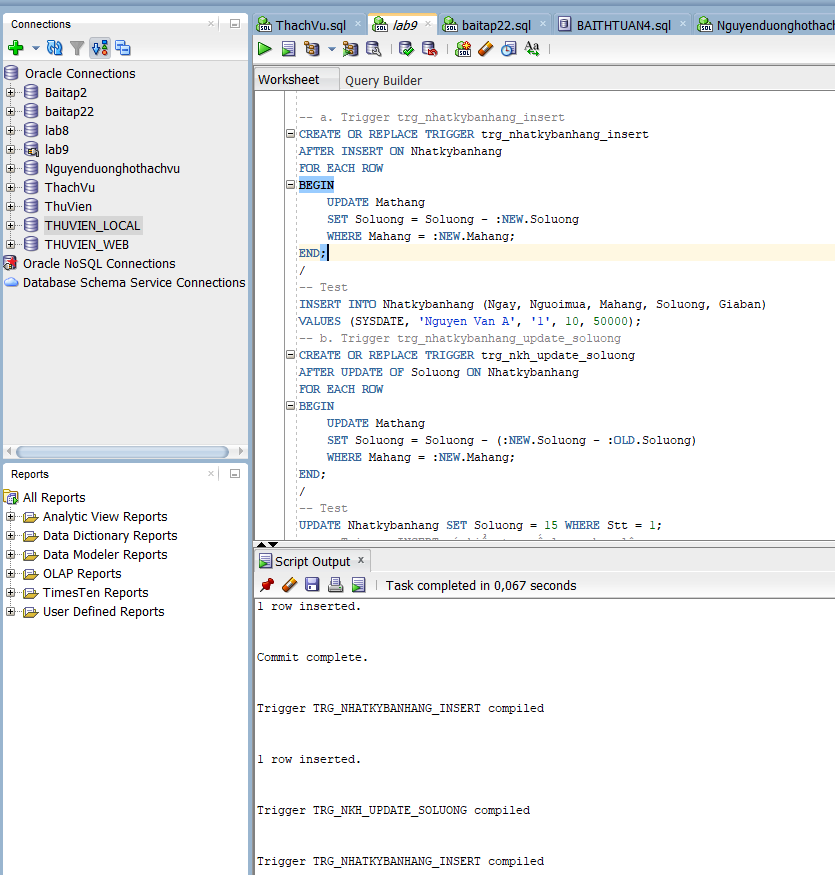 Connections
Oracle Connections
Baitap2
baitap22
lab8
lab9
Nguyenduonghothachvu
ThachVu
ThuVien
THUVIEN_LOCAL
THUVIEN_WEB
Oracle NoSQL Connections
Database Schema Service Connections
Reports
All Reports
Analytic View Reports
Data Dictionary Reports
Data Modeler Reports
OLAP Reports
TimesTen Reports
User Defined Reports
ThachVu.sql lab9 baitap22.sql BAITHTUAN4.sql Nguyenduonghothach
Worksheet Query Builder
-- a. Trigger trg_nhatkybanhang_insert
CREATE OR REPLACE TRIGGER trg_nhatkybanhang_insert
AFTER INSERT ON Nhatkybanhang
FOR EACH ROW
BEGIN
UPDATE Mathang
SET Soluong = Soluong - :NEW.Soluong
WHERE Mahang = :NEW.Mahang;
END;
/
-- Test
INSERT INTO Nhatkybanhang (Ngay, Nguoimua, Mahang, Soluong, Giaban)
VALUES (SYSDATE, 'Nguyen Van A', '1', 10, 50000);
-- b. Trigger trg_nhatkybanhang_update_soluong
CREATE OR REPLACE TRIGGER trg_nkh_update_soluong
AFTER UPDATE OF Soluong ON Nhatkybanhang
FOR EACH ROW
BEGIN
UPDATE Mathang
SET Soluong = Soluong - (:NEW.Soluong - :OLD.Soluong)
WHERE Mahang = :NEW.Mahang;
END;
/
-- Test
UPDATE Nhatkybanhang SET Soluong = 15 WHERE Stt = 1;
Script Output
Task completed in 0,067 seconds
1 row inserted.
Commit complete.
Trigger TRG_NHATKYBANHANG_INSERT compiled
1 row inserted.
Trigger TRG_NKH_UPDATE_SOLUONG compiled
Trigger TRG_NHATKYBANHANG_INSERT compiled